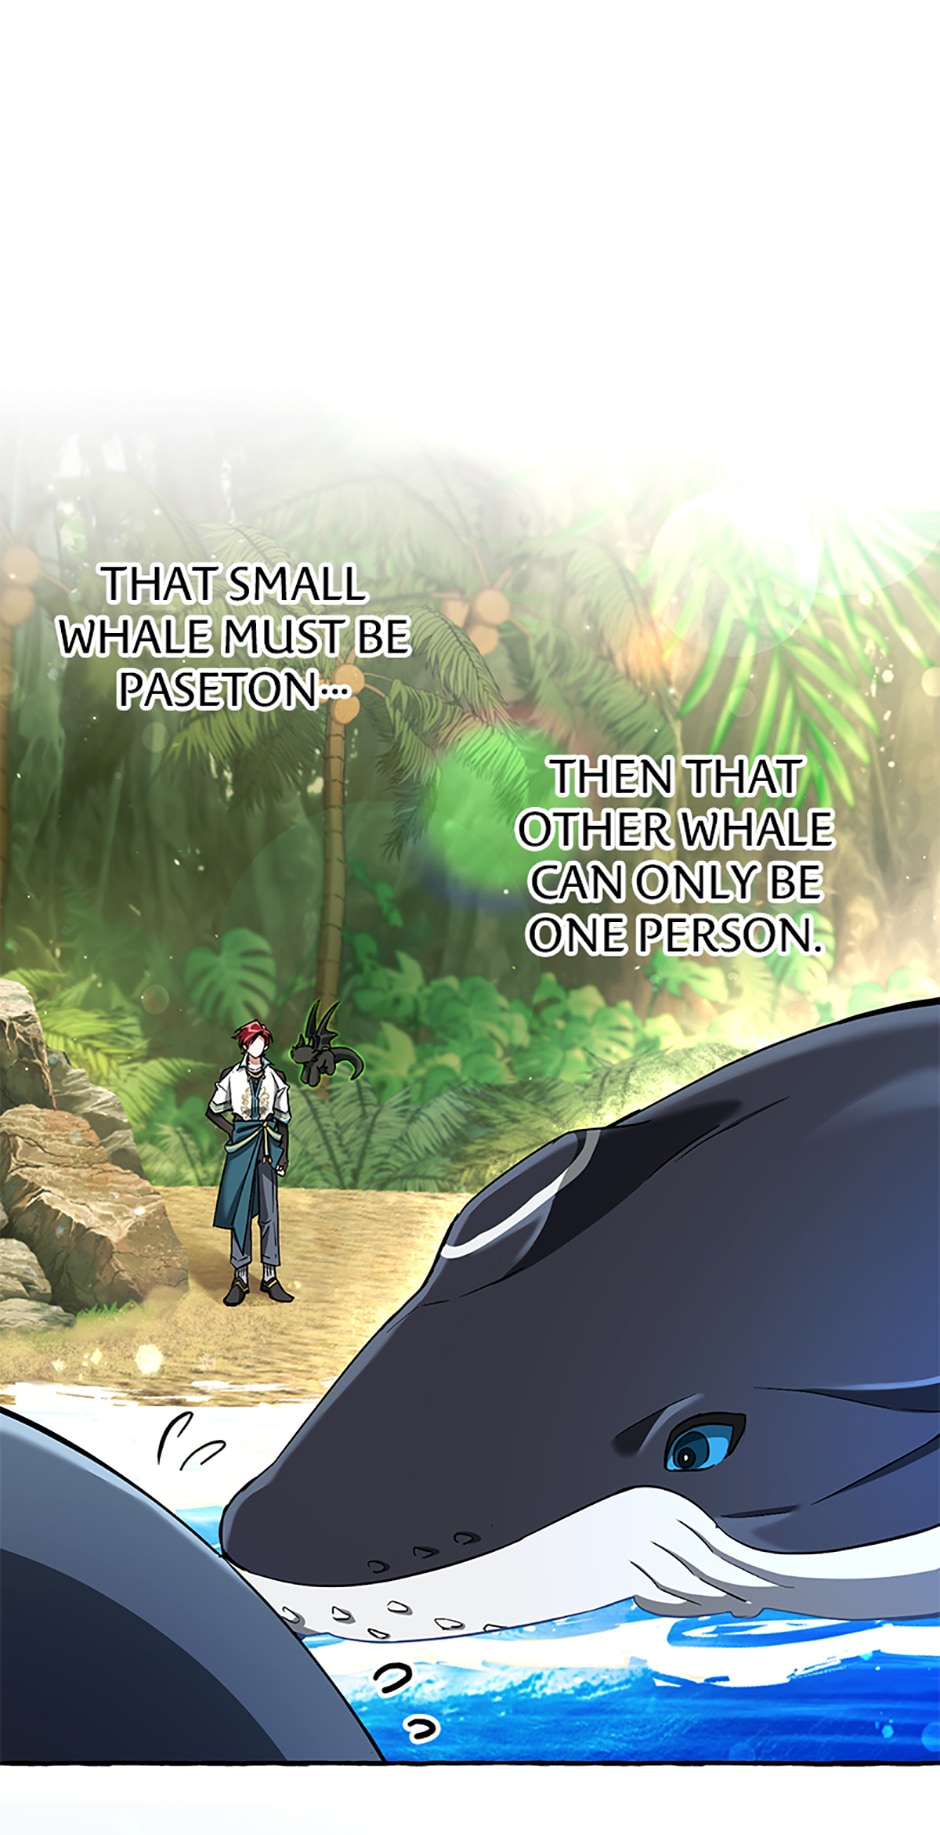 THAT SMALL
WHALE MUST BE
PASETON...
THEN THAT
OTHER WHALE
CAN ONLY BE
ONE PERSON.